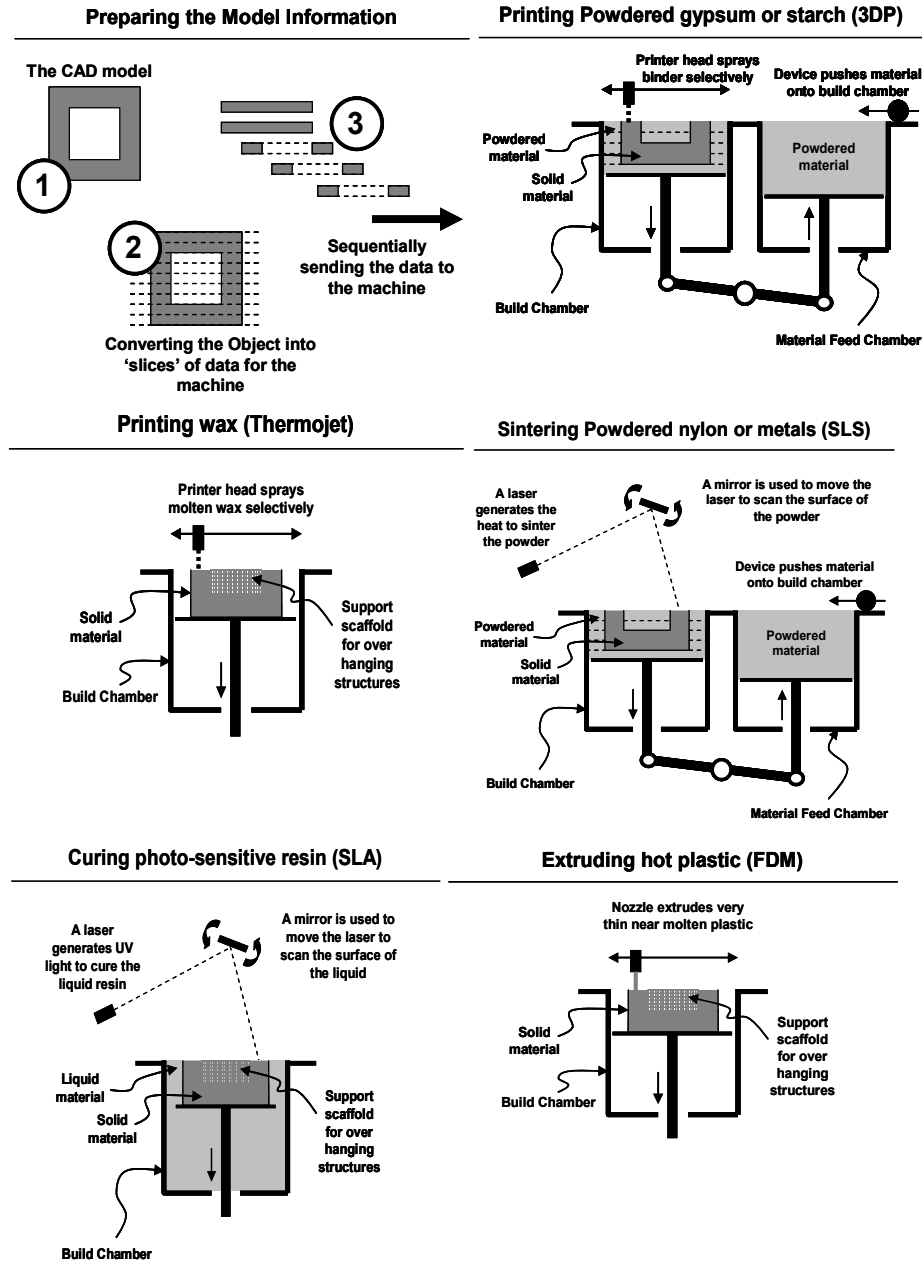 Preparing the Model Information
The CAD model
1
3
2
Sequentially
sending the data to
the machine
Converting the Object into
‘slices’ of data for the
machine
Printing Powdered gypsum or starch (3DP)
Printer head sprays
binder selectively
Device pushes material
onto build chamber
Powdered
material
Solid
material
Powdered
material
Build Chamber
Material Feed Chamber
Printing wax (Thermojet)
Printer head sprays
molten wax selectively
Solid
material
Build Chamber
Support
scaffold
for over
hanging
structures
Sintering Powdered nylon or metals (SLS)
A laser
generates the
heat to sinter
the powder
A mirror is used to move the
laser to scan the surface of
the powder
Device pushes material
onto build chamber
Powdered
material
Solid
material
Powdered
material
Build Chamber
Material Feed Chamber
Curing photo-sensitive resin (SLA)
A laser
generates UV
light to cure the
liquid resin
A mirror is used to
move the laser to
scan the surface of
the liquid
Liquid
material
Solid
material
Support
scaffold
for over
hanging
structures
Build Chamber
Extruding hot plastic (FDM)
Nozzle extrudes very
thin near molten plastic
Solid
material
Build Chamber
Support
scaffold
for over
hanging
structures